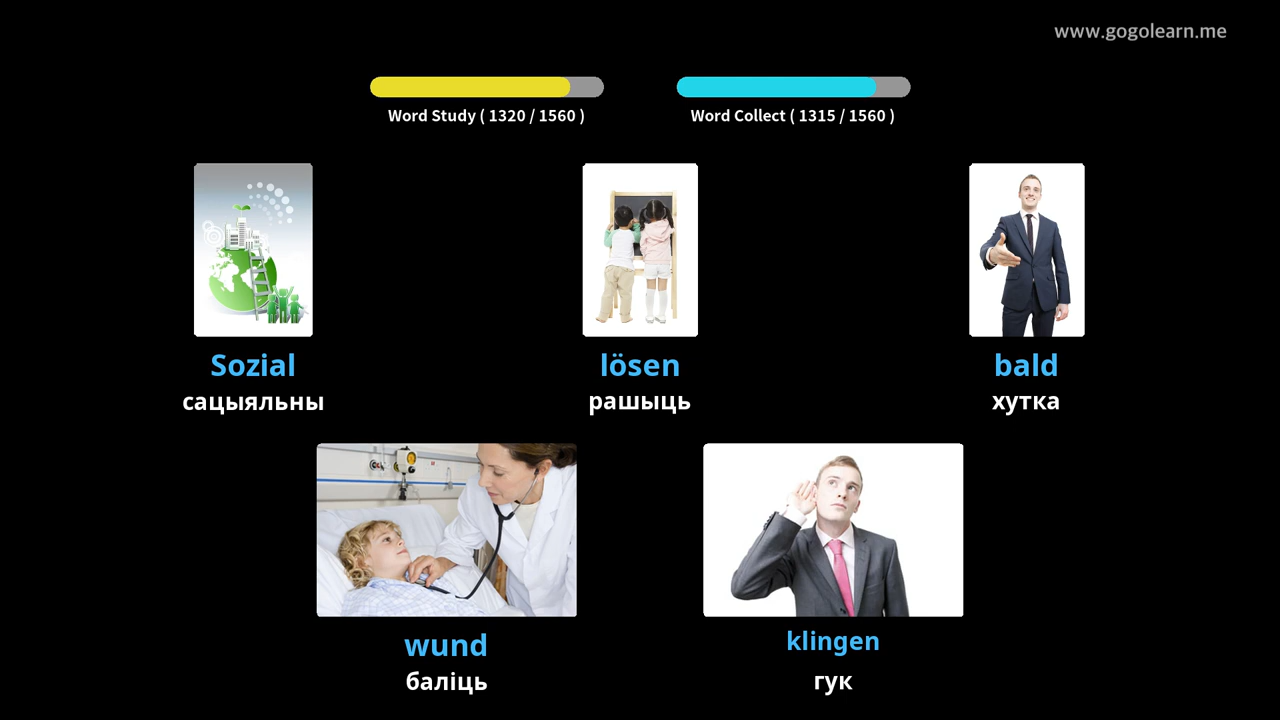 www.gogolearn.me
Word Study ( 1320 / 1560 )
Word Collect ( 1315 / 1560 )
Sozial
сацыяльны
lösen
рашыць
bald
хутка
wund
баліць
klingen
гук